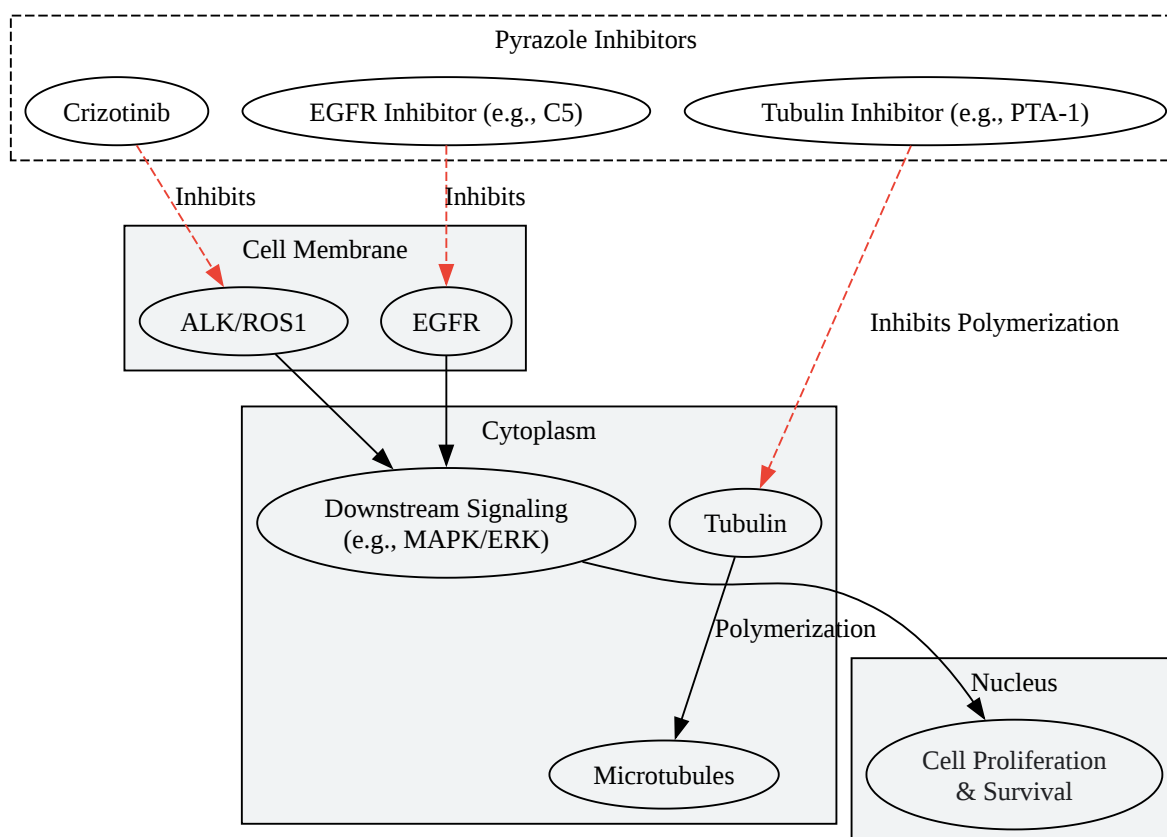 Pyrazole Inhibitors
Crizotinib
EGFR Inhibitor (e.g., C5)
Tubulin Inhibitor (e.g., PTA-1)
Inhibits
Inhibits
Cell Membrane
ALK/ROS1
EGFR
Inhibits Polymerization
Cytoplasm
Downstream Signaling
(e.g., MAPK/ERK)
Tubulin
Polymerization
Nucleus
Microtubules
Cell Proliferation
& Survival